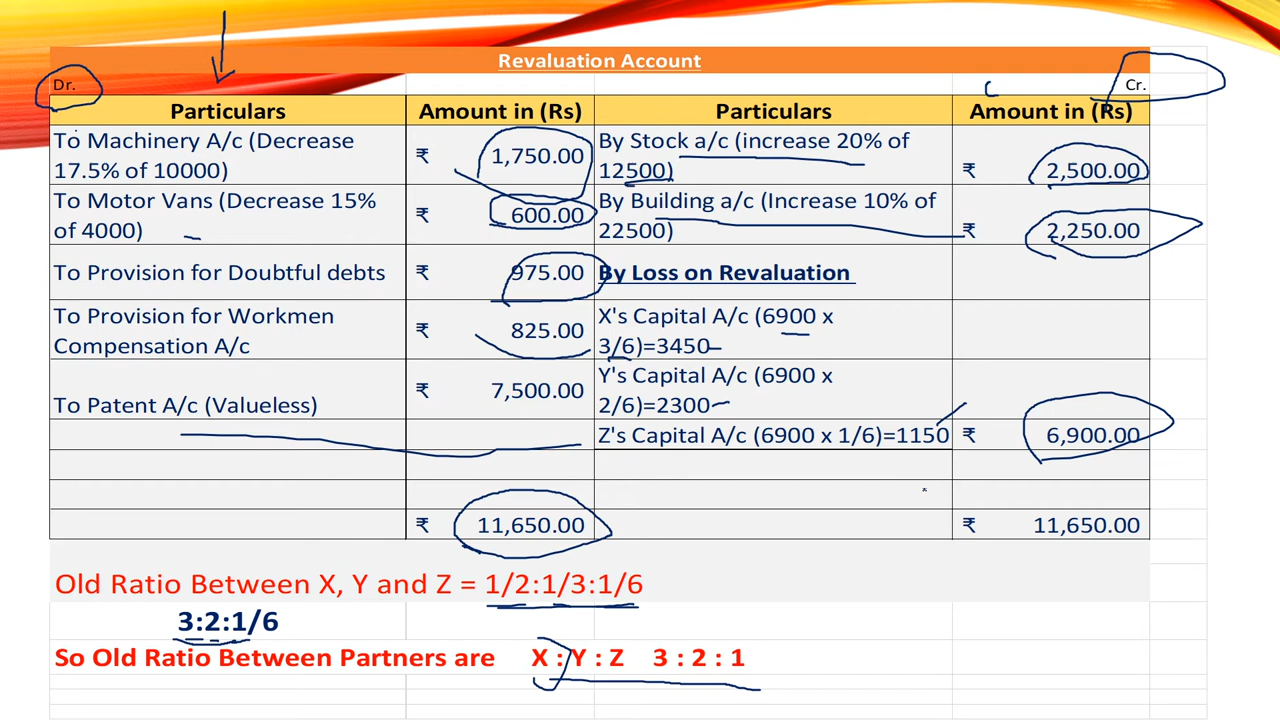 Revaluation Account
Dr.
Cr.
Particulars Amount in (Rs) Particulars Amount in (Rs)
To Machinery A/c (Decrease
17.5% of 10000)
₹ 1,750.00
By Stock a/c (increase 20% of
12500)
₹ 2,500.00
To Motor Vans (Decrease 15%
of 4000)
₹ 600.00
By Building a/c (Increase 10% of
22500)
₹ 2,250.00
To Provision for Doubtful debts
₹ 975.00
By Loss on Revaluation
To Provision for Workmen
Compensation A/c
₹ 825.00
X's Capital A/c (6900 x
3/6)=3450
To Patent A/c (Valueless)
₹ 7,500.00
Y's Capital A/c (6900 x
2/6)=2300
Z's Capital A/c (6900 x 1/6)=1150
₹ 6,900.00
₹ 11,650.00
₹ 11,650.00
Old Ratio Between X, Y and Z = 1/2:1/3:1/6
3:2:1/6
So Old Ratio Between Partners are X : Y : Z 3 : 2 : 1